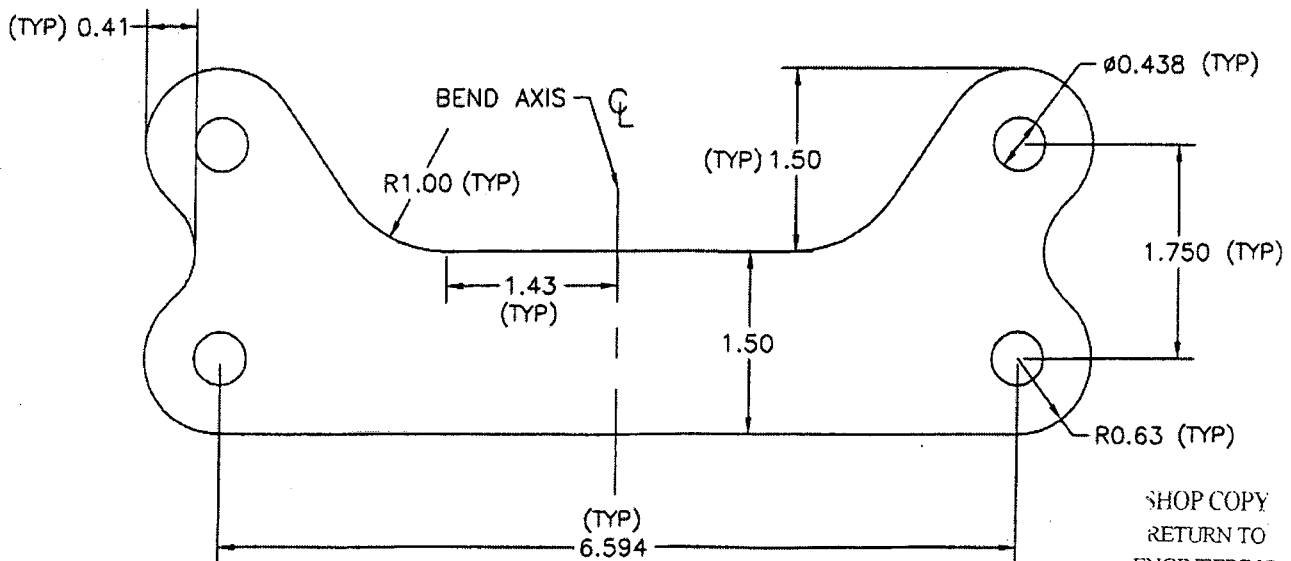 (TYP) 0.41
ø0.438 (TYP)
BEND AXIS
(TYP) 1.50
R1.00 (TYP)
1.750 (TYP)
1.43
(TYP)
1.50
R0.63 (TYP)
(TYP)
6.594
SHOP COPY
RETURN TO